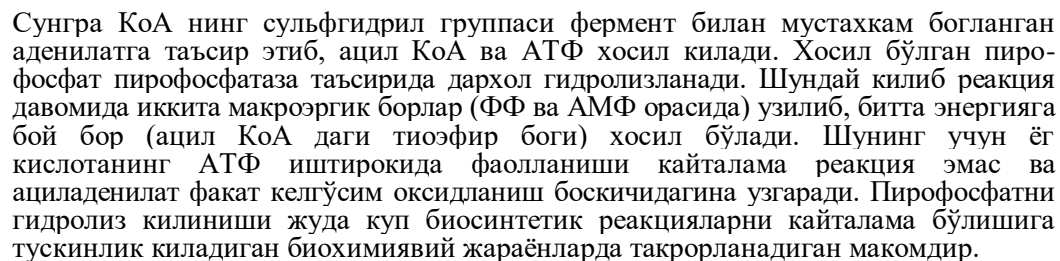 Сунгра КоА нинг сульфгидрил группаси фермент билан мустахкам богланган
аденилатга таъсир этиб, ацил КоА ва АТФ хосил килади. Хосил бўлган пиро-
фосфат пирофосфатаза таъсирида дархол гидролизланади. Шундай килиб реакция
давомида иккита макроэргик борлар (ФФ ва АМФ орасида) узилиб, битта энергияга
бой бор (ацил КоА даги тиоэфир боги) хосил бўлади. Шунинг учун ёг
кислотанинг АТФ иштирокида фаолланиши кайталама реакция эмас ва
ациладенилат факат келгўсим оксидланиш боскичидагина узгаради. Пирофосфатни
гидролиз килиниши жуда куп биосинтетик реакцияларни кайталама бўлишига
тускинлик киладиган биохимиявий жараёнларда такрорланадиган макомдир.